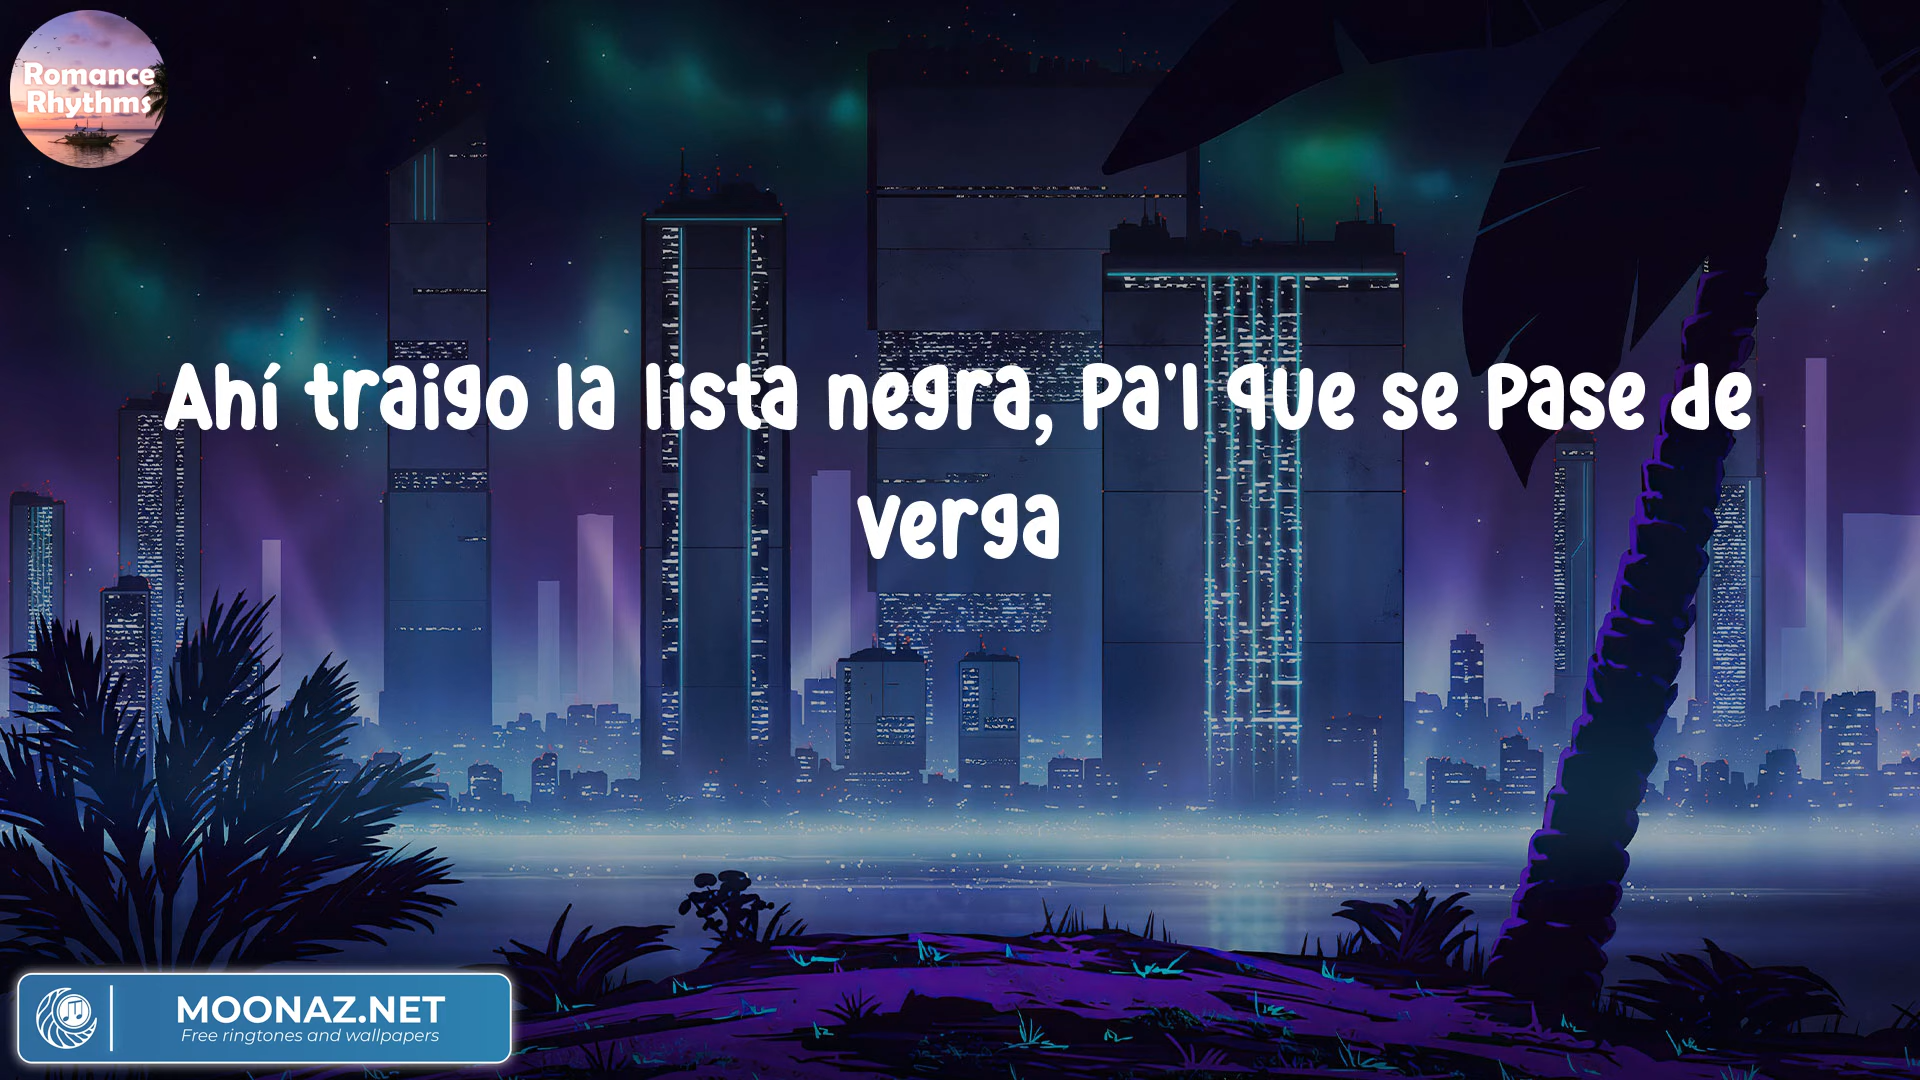 Romance
Rhythms
Ahí traigo la lista negra, Pa'l que se Pase de
verga
MOONAZ.NET
Free ringtones and wallpapers